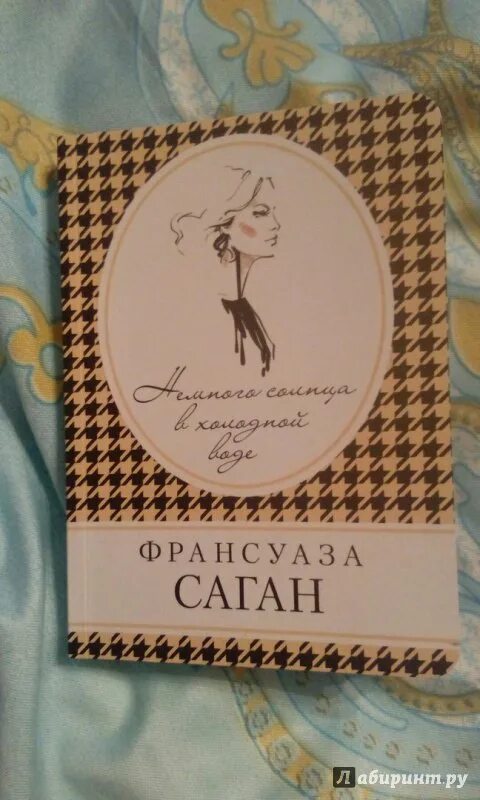 Немного солнца
в холодной
воде
ФРАНСУАЗА
САГАН
Лабиринт.ру